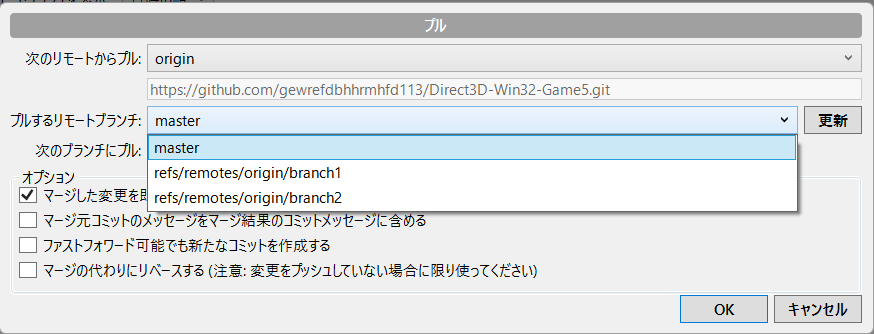 プル
次のリモートからプル: origin
https://github.com/gewrefdbhhrmhfd113/Direct3D-Win32-Game5.git
プルするリモートブランチ: master 更新
master
次のブランチにプル:
refs/remotes/origin/branch1
refs/remotes/origin/branch2
オプション
マージした変更を
マージ元コミットのメッセージをマージ結果のコミットメッセージに含める
ファストフォワード可能でも新たなコミットを作成する
マージの代わりにリベースする (注意: 変更をプッシュしていない場合に限り使ってください)
OK キャンセル